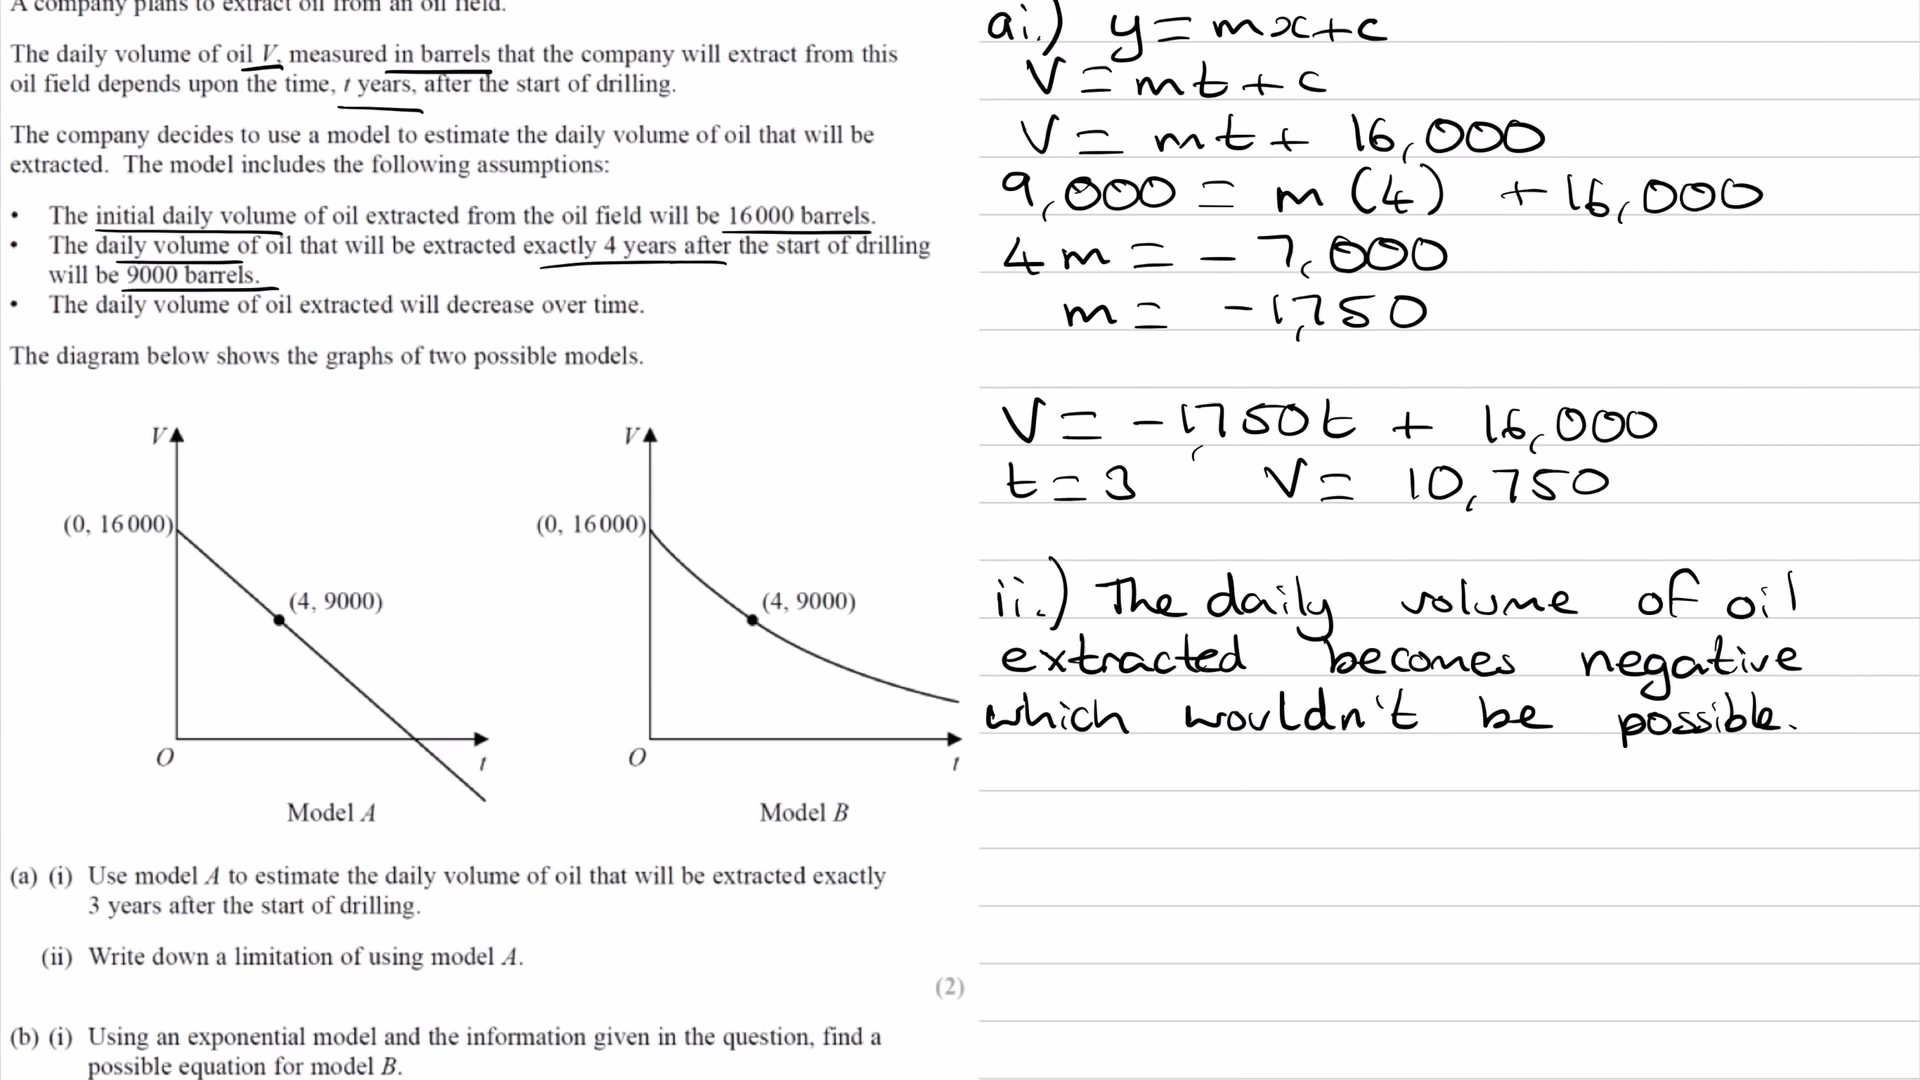 A company plans to extract oil from an oil field.
The daily volume of oil V, measured in barrels that the company will extract from this
oil field depends upon the time, t years, after the start of drilling.
The company decides to use a model to estimate the daily volume of oil that will be
extracted. The model includes the following assumptions:
• The initial daily volume of oil extracted from the oil field will be 16 000 barrels.
• The daily volume of oil that will be extracted exactly 4 years after the start of drilling
will be 9000 barrels.
• The daily volume of oil extracted will decrease over time.
The diagram below shows the graphs of two possible models.
V
(0, 16 000)
(4, 9000)
O
t
Model A
V
(0, 16 000)
(4, 9000)
O
t
Model B
(a) (i) Use model A to estimate the daily volume of oil that will be extracted exactly
3 years after the start of drilling.
(ii) Write down a limitation of using model A.
(2)
(b) (i) Using an exponential model and the information given in the question, find a
possible equation for model B.
ai.) y = mx + c
V = mt + c
V = mt + 16,000
9,000 = m (4) + 16,000
4m = - 7,000
m = - 1,750
V = - 1,750t + 16,000
t = 3 V = 10,750
ii.) The daily volume of oil
extracted becomes negative
which wouldn't be possible.